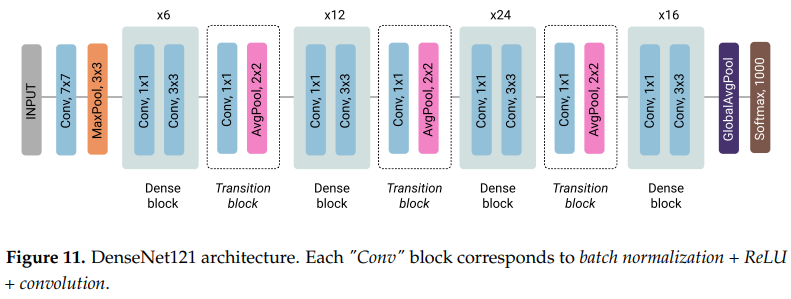 x6
x12
x24
x16
INPUT
Conv, 7x7
MaxPool, 3x3
Conv, 1x1
Conv, 3x3
Conv, 1x1
AvgPool, 2x2
Conv, 1x1
Conv, 3x3
Conv, 1x1
AvgPool, 2x2
Conv, 1x1
Conv, 3x3
Conv, 1x1
AvgPool, 2x2
Conv, 1x1
Conv, 3x3
GlobalAvgPool
Softmax, 1000
Dense
block
Transition
block
Dense
block
Transition
block
Dense
block
Transition
block
Dense
block
Figure 11. DenseNet121 architecture. Each "Conv" block corresponds to batch normalization + ReLU
+ convolution.